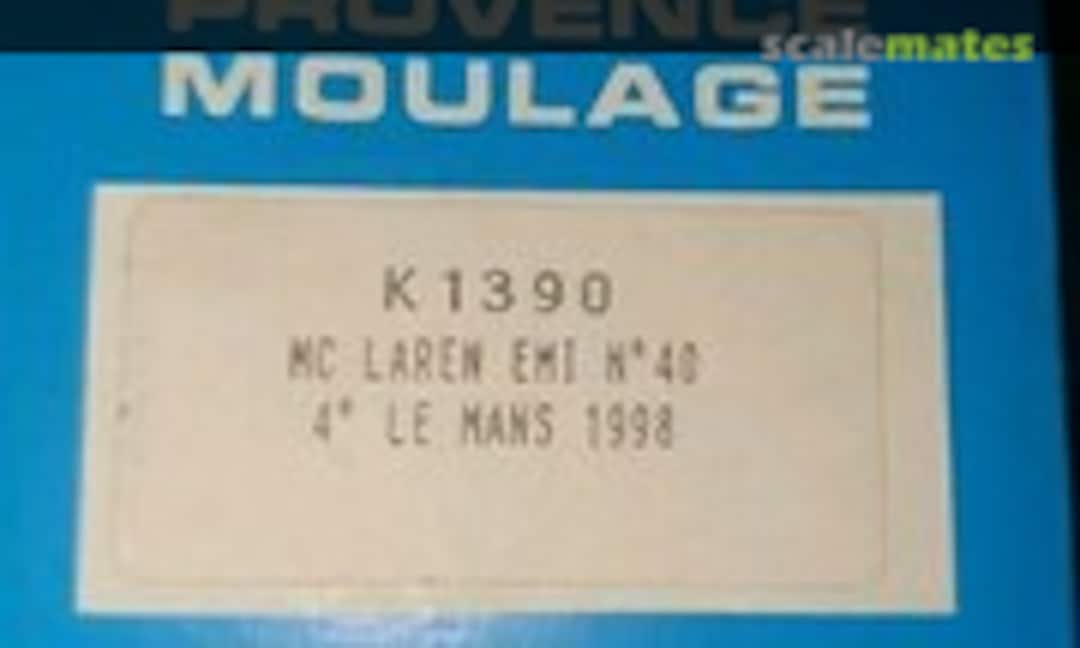 PROVENCE
scalemates
MOULAGE
K1390
MC LAREN EMI N°40
4° LE MANS 1998